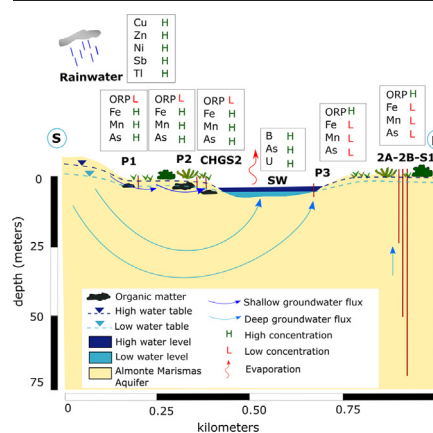 Cu H
Zn H
Ni H
Sb H
Tl H
Rainwater
ORP L
Fe H
Mn H
As H
ORP L
Fe H
Mn H
As H
ORP L
Fe H
Mn H
As H
B H
As H
U H
ORP H
Fe L
Mn L
As L
ORP H
Fe L
Mn L
As L
S
P1
P2
CHGS2
SW
P3
2A-2B-S1
0
25
50
75
depth (meters)
Organic matter
High water table
Low water table
High water level
Low water level
Almonte Marismas
Aquifer
Shallow groundwater flux
Deep groundwater flux
H High concentration
L Low concentration
Evaporation
0 0.25 0.50 0.75
kilometers